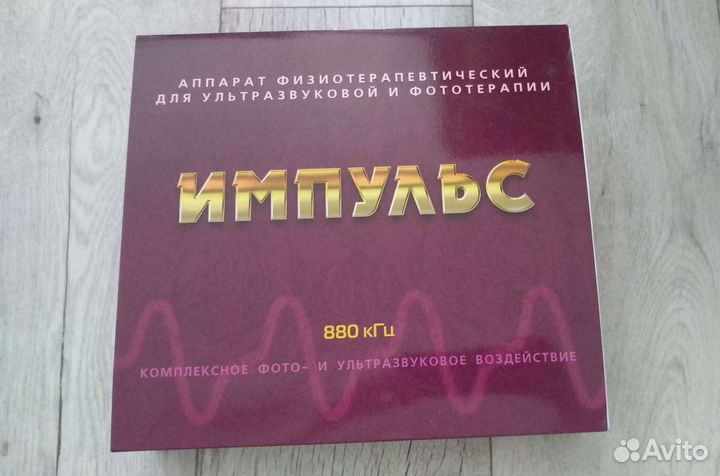 АППАРАТ ФИЗИОТЕРАПЕВТИЧЕСКИЙ
ДЛЯ УЛЬТРАЗВУКОВОЙ И ФОТОТЕРАПИИ
ИМПУЛЬС
880 кГц
КОМПЛЕКСНОЕ ФОТО- И УЛЬТРАЗВУКОВОЕ ВОЗДЕЙСТВИЕ
Avito